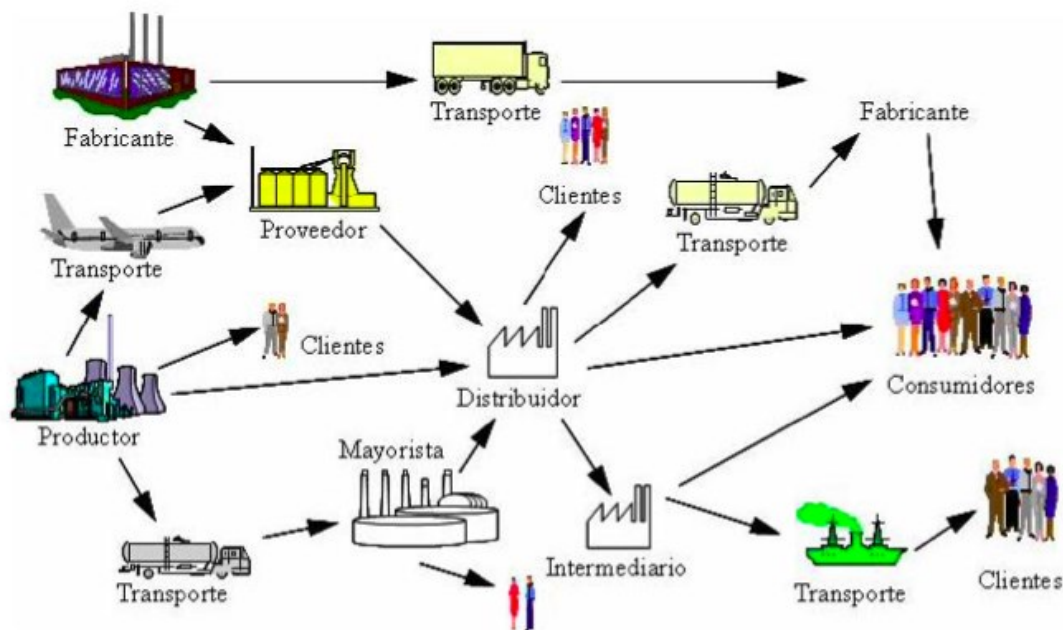 Transporte
Fabricante
Fabricante
Clientes
Proveedor
Transporte
Transporte
Clientes
Consumidores
Distribuidor
Productor
Mayorista
Intermediario
Transporte
Transporte
Clientes